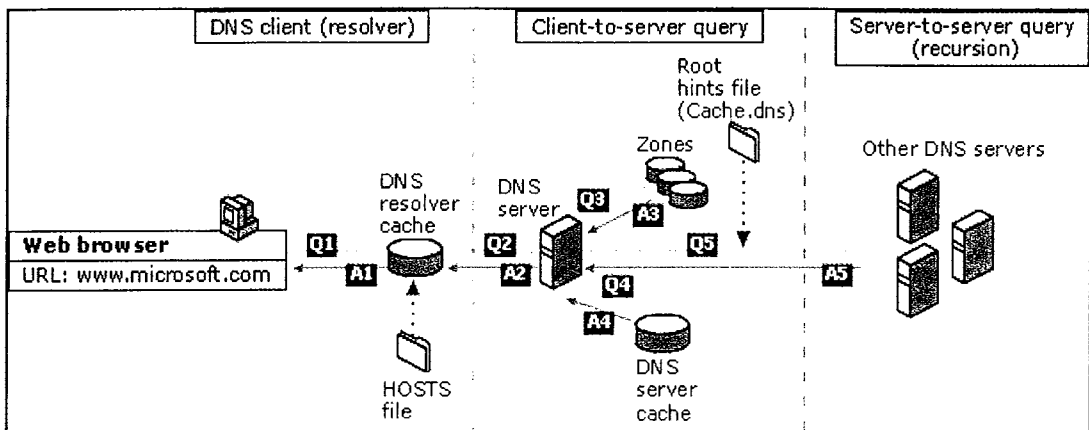 DNS client (resolver)
Client-to-server query
Server-to-server query
(recursion)
Root
hints file
(Cache.dns)
Zones
Other DNS servers
DNS
resolver
cache
DNS
server
Q3
A3
Web browser
URL: www.microsoft.com
Q1
A1
Q2
A2
Q5
A5
Q4
A4
HOSTS
file
DNS
server
cache